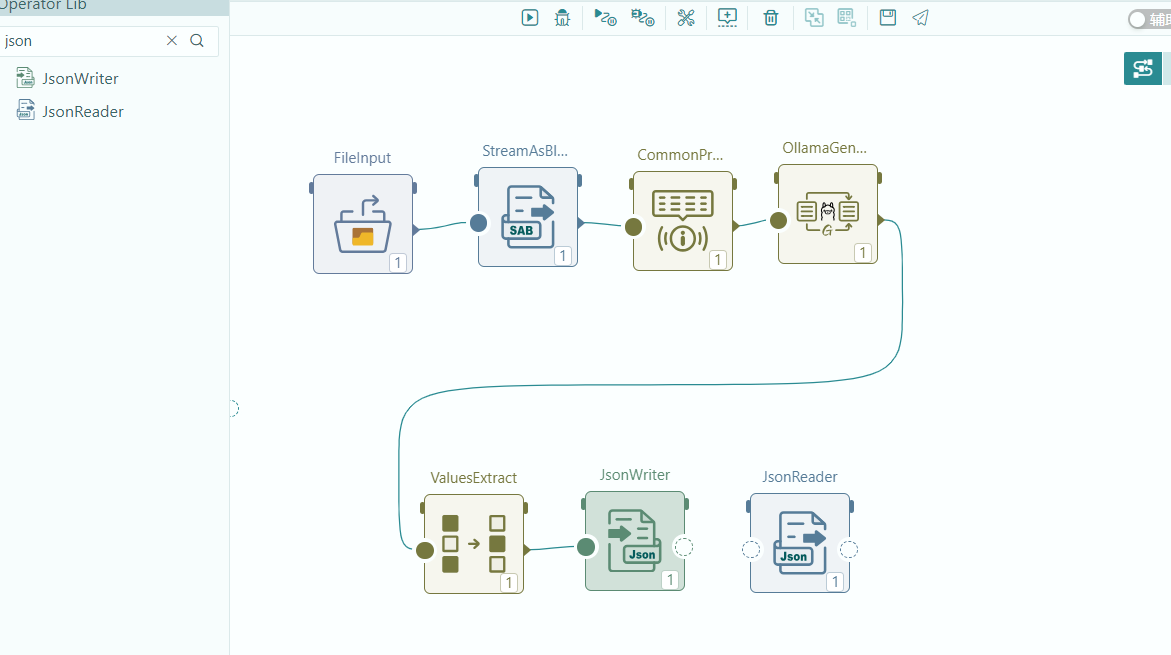 Operator Lib
辅助
json
JsonWriter
JsonReader
FileInput
StreamAsBl...
CommonPr...
OllamaGen...
SAB
G
1
1
1
1
ValuesExtract
JsonWriter
JsonReader
Json
Json
1
1
1